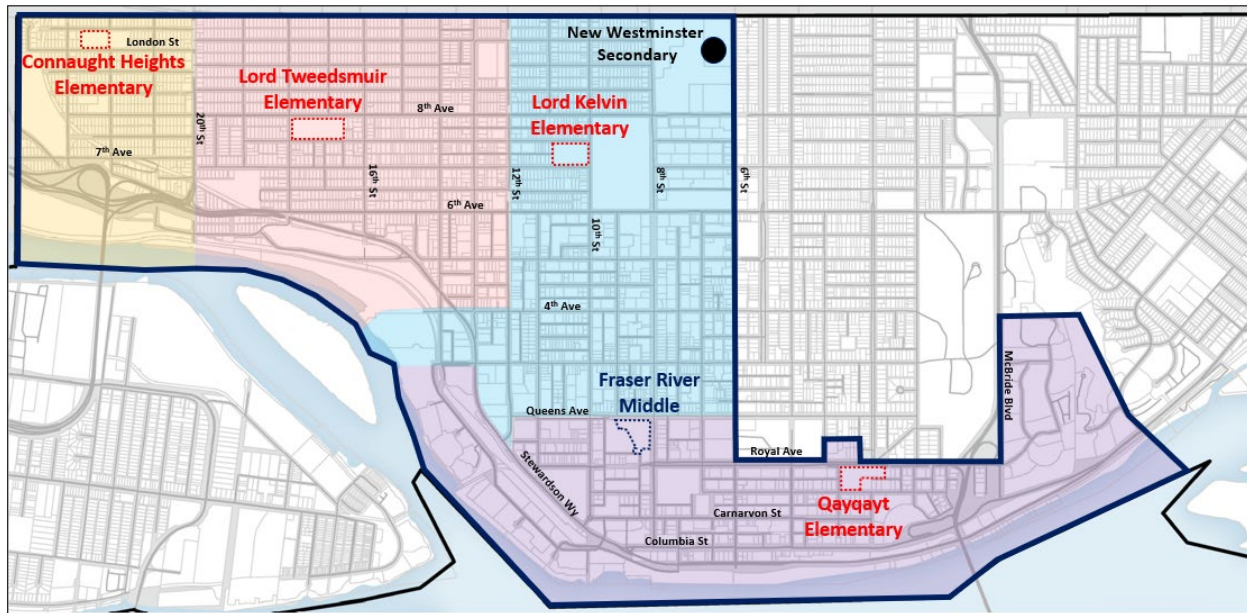 New Westminster
Secondary
London St
Connaught Heights
Elementary
Lord Tweedsmuir
Elementary
Lord Kelvin
Elementary
8th Ave
20th St
7th Ave
16th St
12th St
8th St
6th St
6th Ave
10th St
4th Ave
Fraser River
Middle
McBride Blvd
Queens Ave
Royal Ave
Stewardson Wy
Qayqayt
Elementary
Carnarvon St
Columbia St